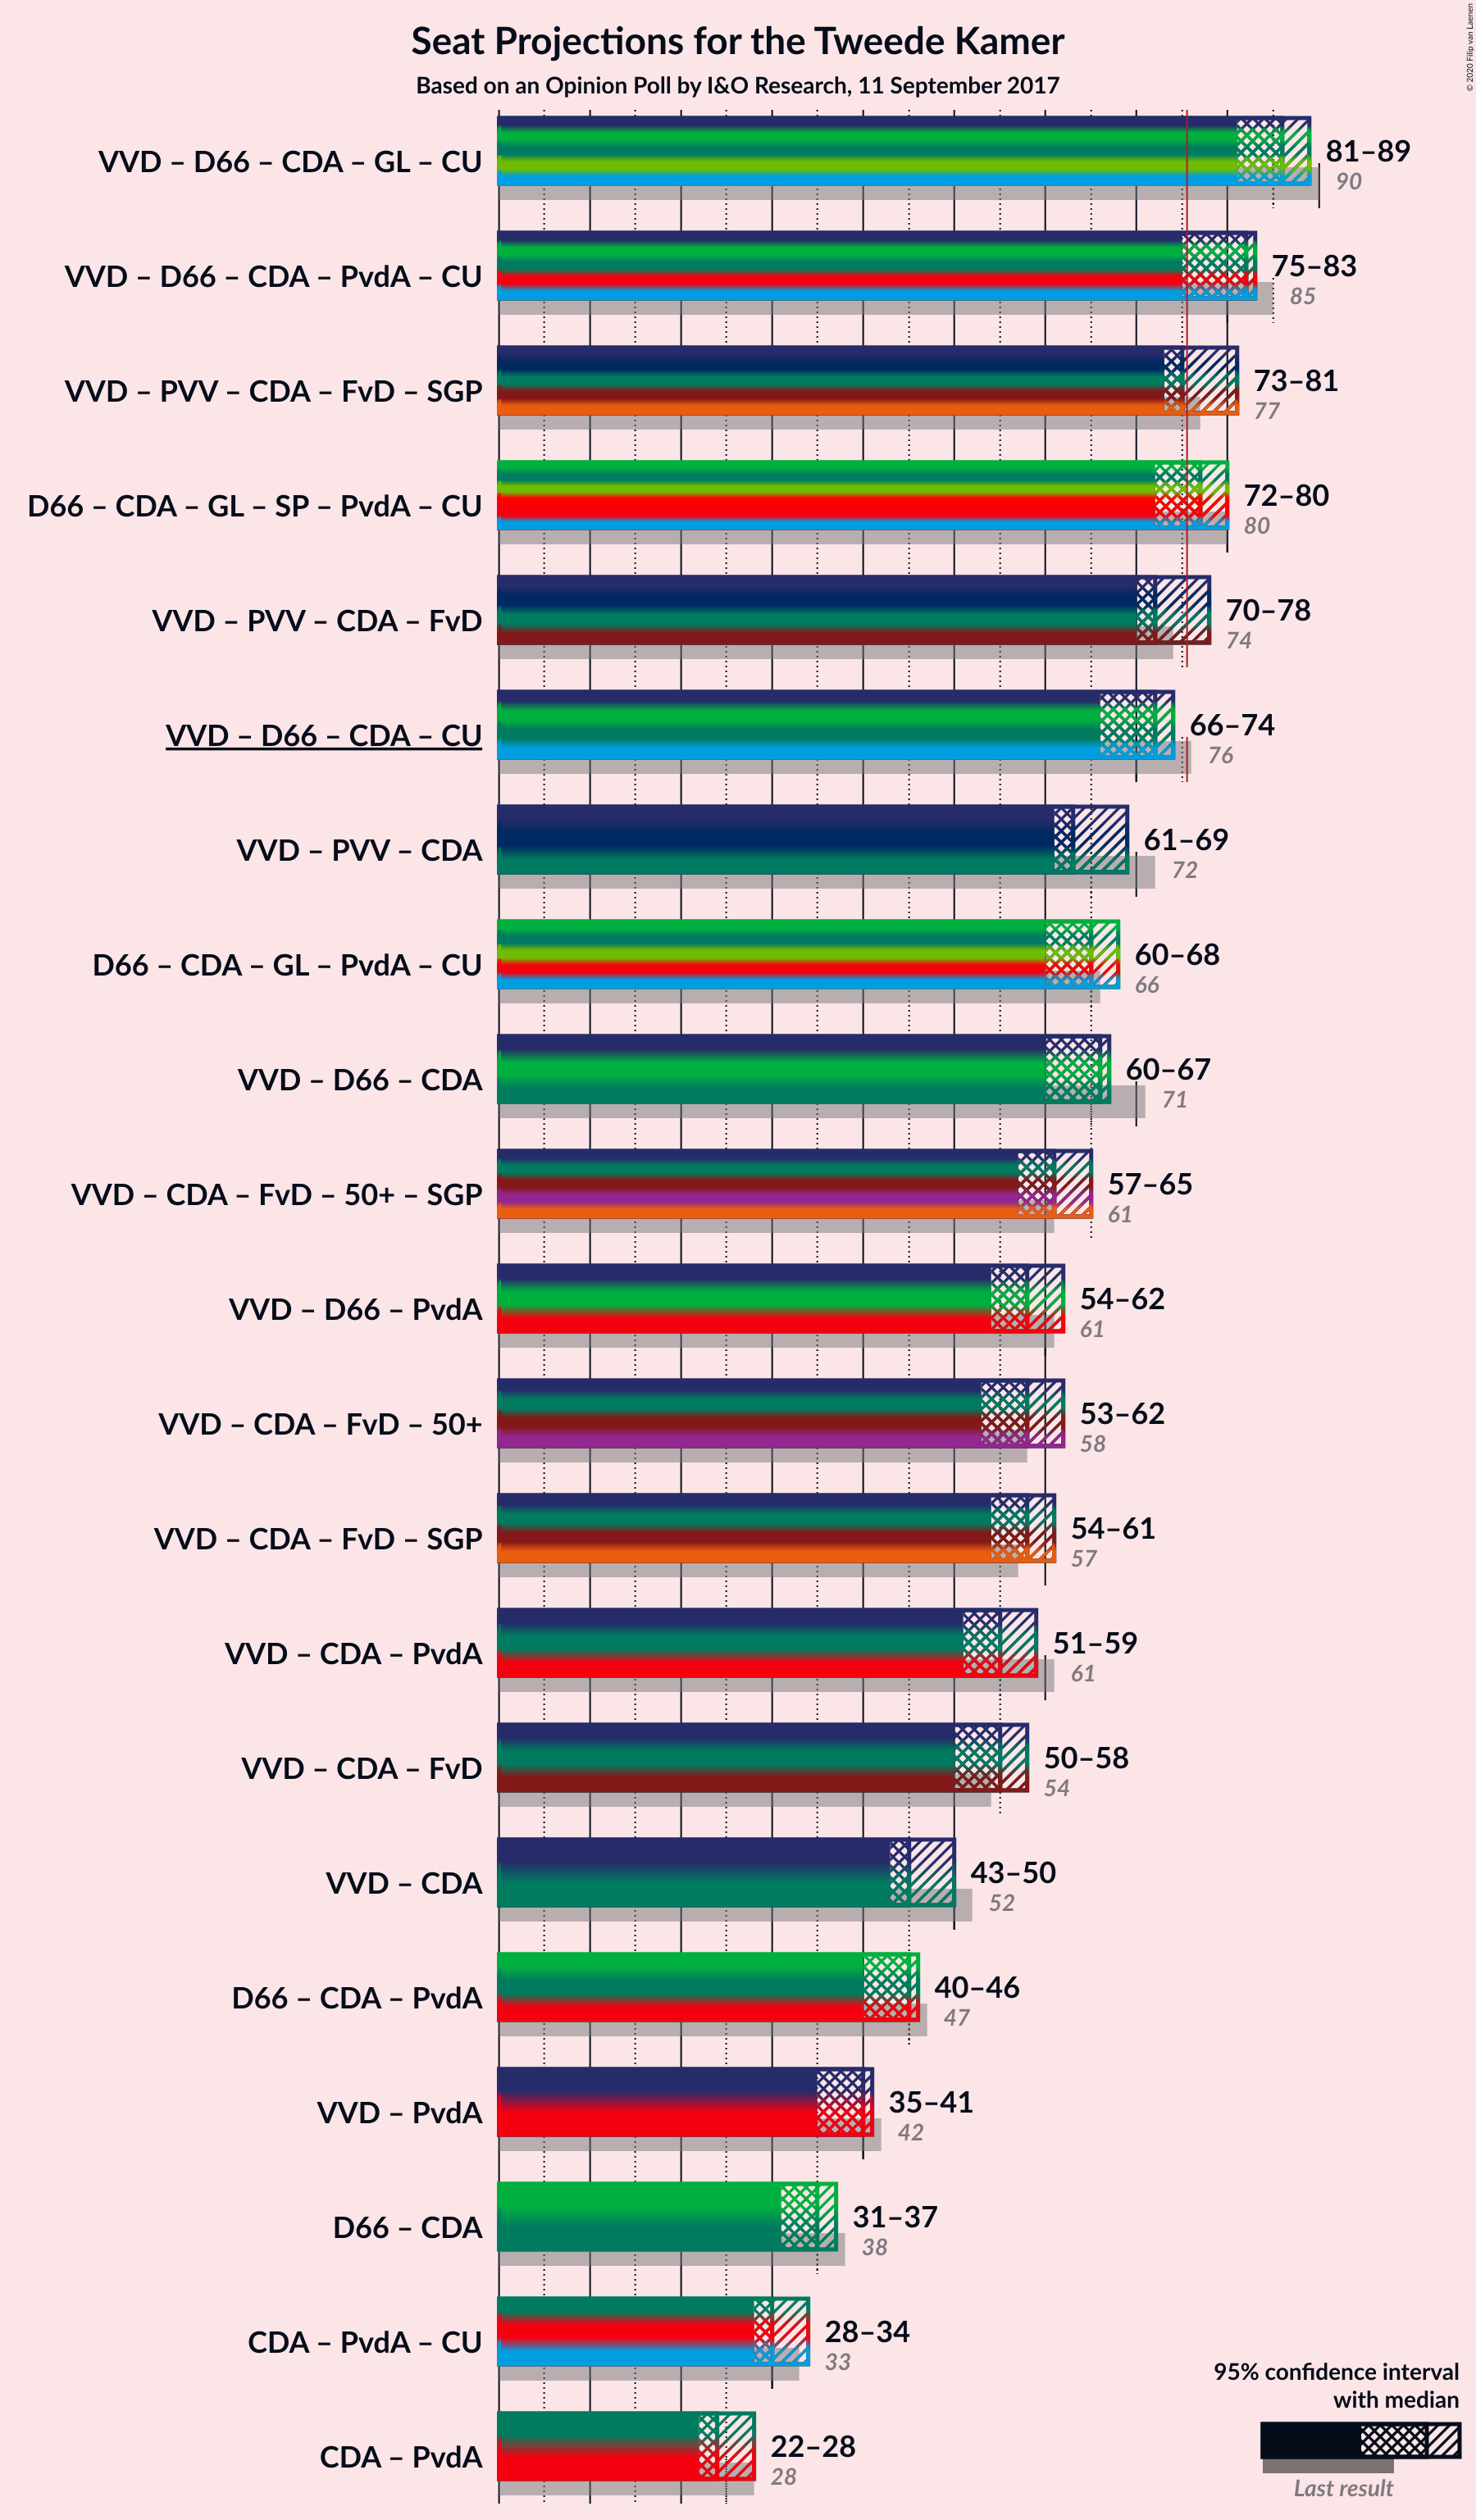 Seat Projections for the Tweede Kamer
Based on an Opinion Poll by I&O Research, 11 September 2017
© 2020 Filip van Laenen
VVD – D66 – CDA – GL – CU
81–89
90
VVD – D66 – CDA – PvdA – CU
75–83
85
VVD – PVV – CDA – FvD – SGP
73–81
77
D66 – CDA – GL – SP – PvdA – CU
72–80
80
VVD – PVV – CDA – FvD
70–78
74
VVD – D66 – CDA – CU
66–74
76
VVD – PVV – CDA
61–69
72
D66 – CDA – GL – PvdA – CU
60–68
66
VVD – D66 – CDA
60–67
71
VVD – CDA – FvD – 50+ – SGP
57–65
61
VVD – D66 – PvdA
54–62
61
VVD – CDA – FvD – 50+
53–62
58
VVD – CDA – FvD – SGP
54–61
57
VVD – CDA – PvdA
51–59
61
VVD – CDA – FvD
50–58
54
VVD – CDA
43–50
52
D66 – CDA – PvdA
40–46
47
VVD – PvdA
35–41
42
D66 – CDA
31–37
38
CDA – PvdA – CU
28–34
33
CDA – PvdA
22–28
28
95% confidence interval
with median
Last result